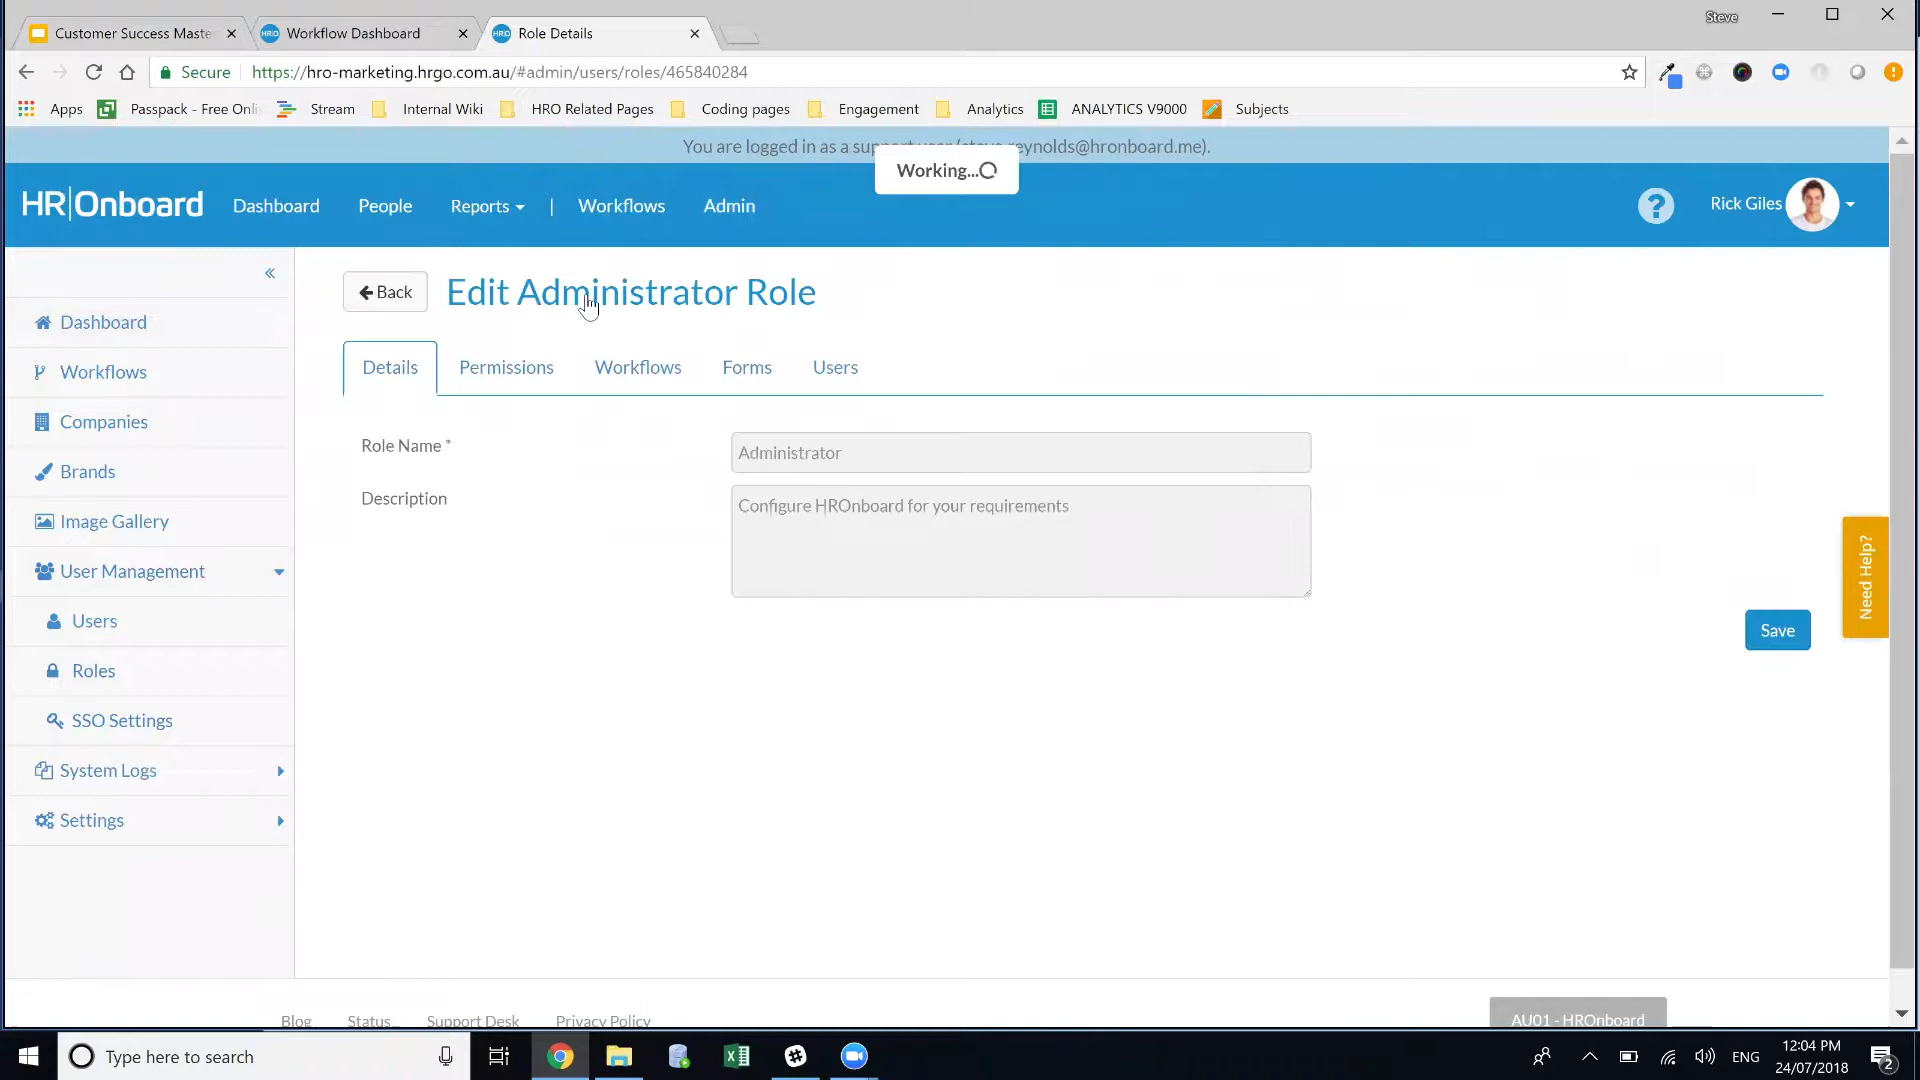 Steve
Customer Success Maste
Workflow Dashboard
Role Details
Secure
https://hro-marketing.hrgo.com.au/#admin/users/roles/465840284
Apps
Passpack - Free Onli
Stream
Internal Wiki
HRO Related Pages
Coding pages
Engagement
Analytics
ANALYTICS V9000
Subjects
You are logged in as a support user (steve.reynolds@hronboard.me).
Working...
HR|Onboard
Dashboard
People
Reports
|
Workflows
Admin
?
Rick Giles
«
Back
Edit Administrator Role
Dashboard
Workflows
Companies
Brands
Image Gallery
User Management
Users
Roles
SSO Settings
System Logs
Settings
Details
Permissions
Workflows
Forms
Users
Role Name *
Administrator
Description
Configure HROnboard for your requirements
Need Help?
Save
Blog
Status
Support Desk
Privacy Policy
AU01 - HROnboard
Type here to search
ENG
12:04 PM
24/07/2018
2